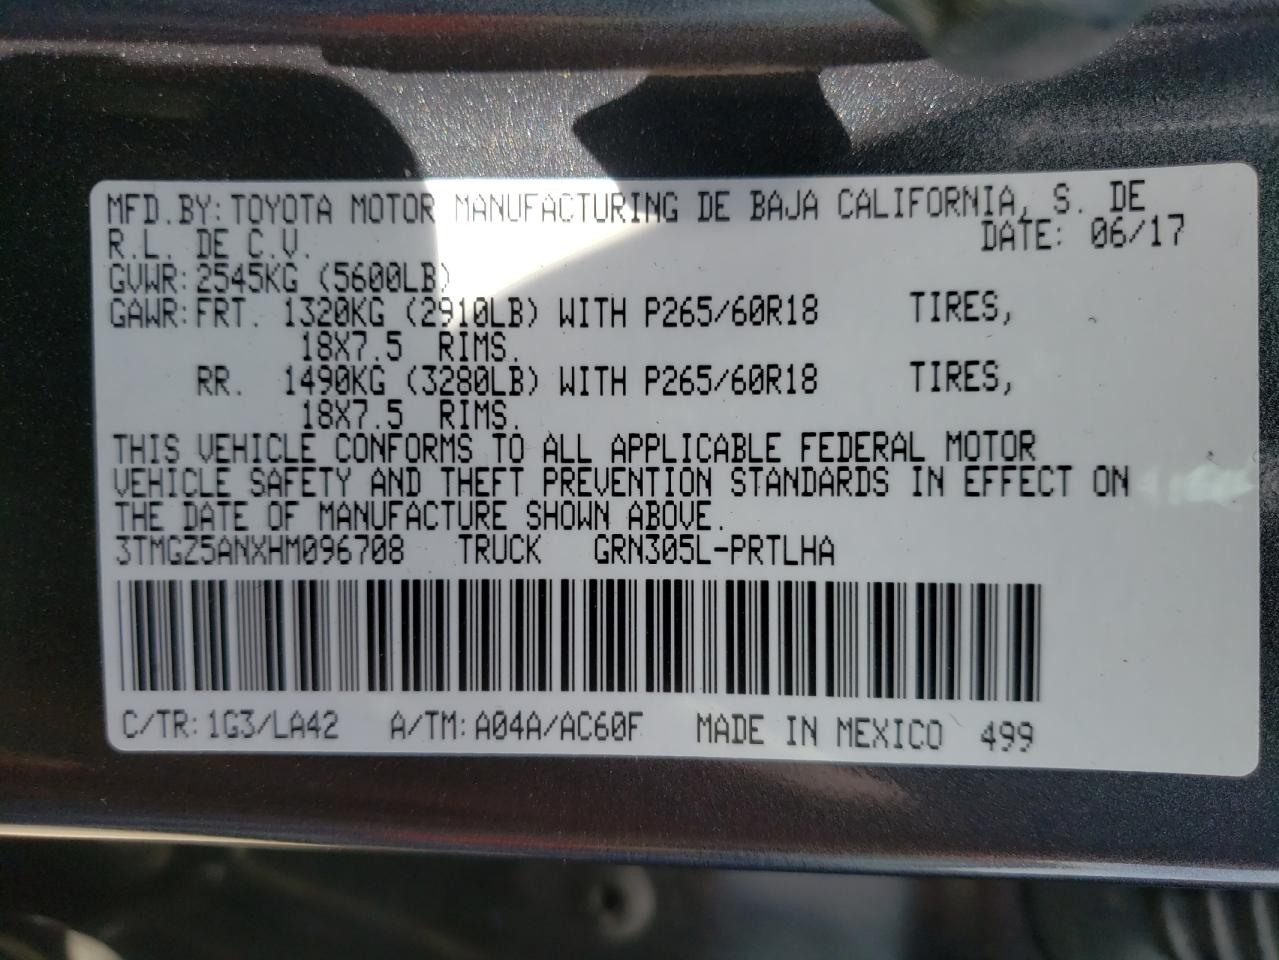 MFD.BY:TOYOTA MOTOR MANUFACTURING DE BAJA CALIFORNIA, S. DE
R.L. DE C.V. DATE: 06/17
GVWR:2545KG (5600LB)
GAWR:FRT. 1320KG (2910LB) WITH P265/60R18 TIRES,
18X7.5 RIMS.
RR. 1490KG (3280LB) WITH P265/60R18 TIRES,
18X7.5 RIMS.
THIS VEHICLE CONFORMS TO ALL APPLICABLE FEDERAL MOTOR
VEHICLE SAFETY AND THEFT PREVENTION STANDARDS IN EFFECT ON
THE DATE OF MANUFACTURE SHOWN ABOVE.
3TMGZ5ANXHM096708 TRUCK GRN305L-PRTLHA
C/TR:1G3/LA42 A/TM:A04A/AC60F MADE IN MEXICO 499